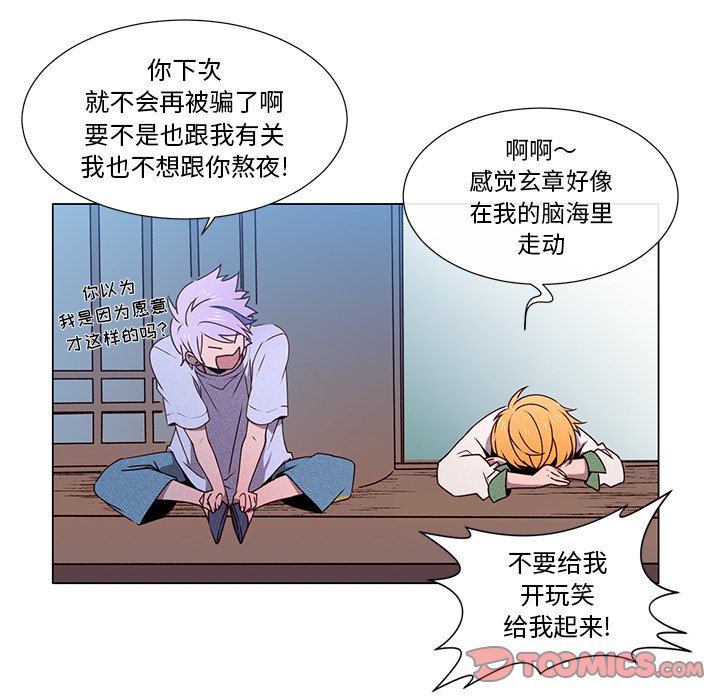 你下次
就不会再被骗了啊
要不是也跟我有关
我也不想跟你熬夜!
啊啊～
感觉玄章好像
在我的脑海里
走动
你以为
我是因为愿意
才这样的吗?
不要给我
开玩笑
给我起来!
TOOMICS.COM